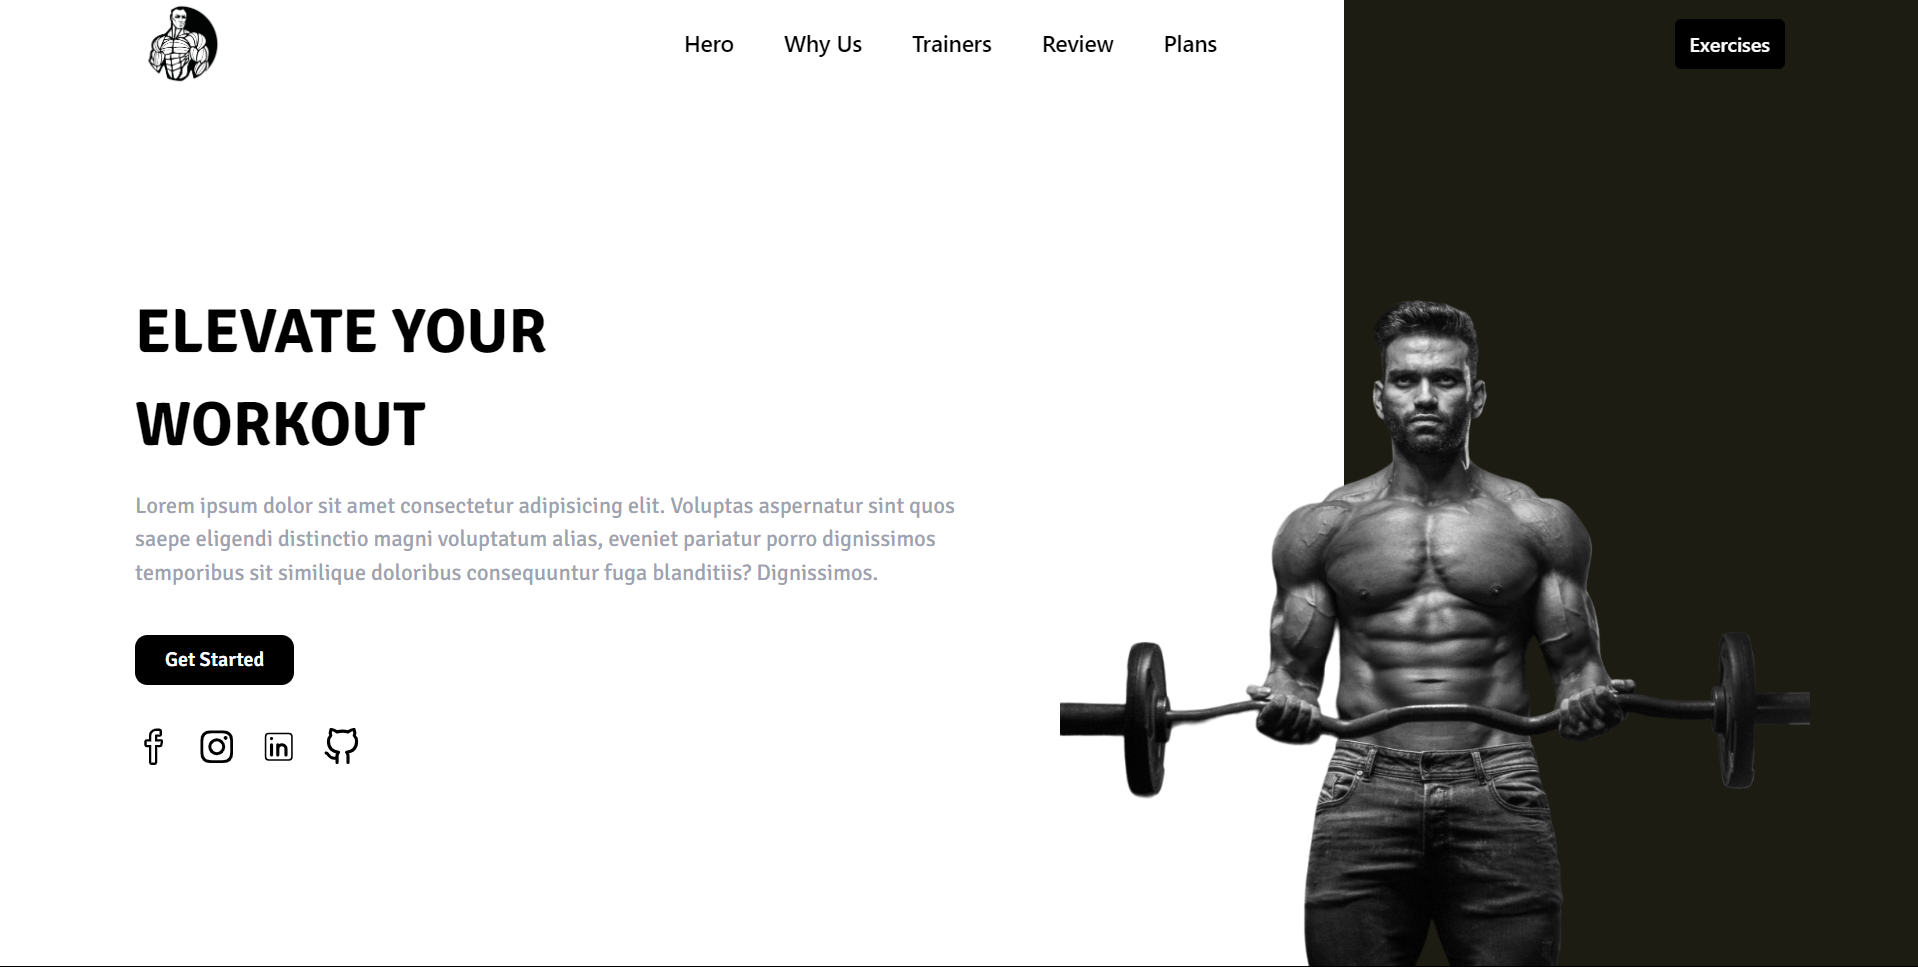 Hero
Why Us
Trainers
Review
Plans
Exercises
ELEVATE YOUR
WORKOUT
Lorem ipsum dolor sit amet consectetur adipisicing elit. Voluptas aspernatur sint quos
saepe eligendi distinctio magni voluptatum alias, eveniet pariatur porro dignissimos
temporibus sit similique doloribus consequuntur fuga blanditiis? Dignissimos.
Get Started
in